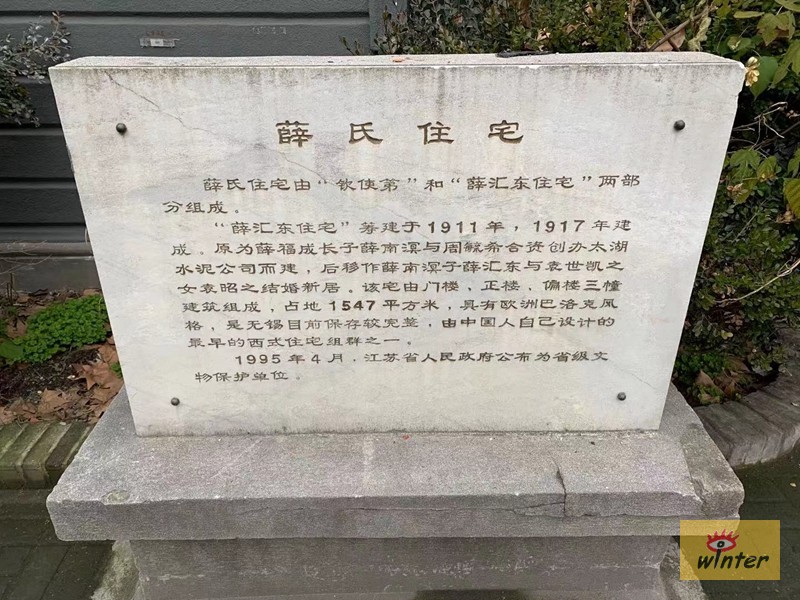 薛氏住宅
薛氏住宅由“钦使第”和“薛汇东住宅”两部
分组成。
“薛汇东住宅”筹建于1911年，1917年建
成。原为薛福成长子薛南溟与周毓希合资创办太湖
水泥公司而建，后移作薛南溟子薛汇东与袁世凯之
女袁昭之结婚新居。该宅由门楼，正楼，偏楼三幢
建筑组成，占地1547平方米，具有欧洲巴洛克风
格，是无锡目前保存较完整，由中国人自己设计的
最早的西式住宅组群之一。
1995年4月，江苏省人民政府公布为省级文
物保护单位。
winter